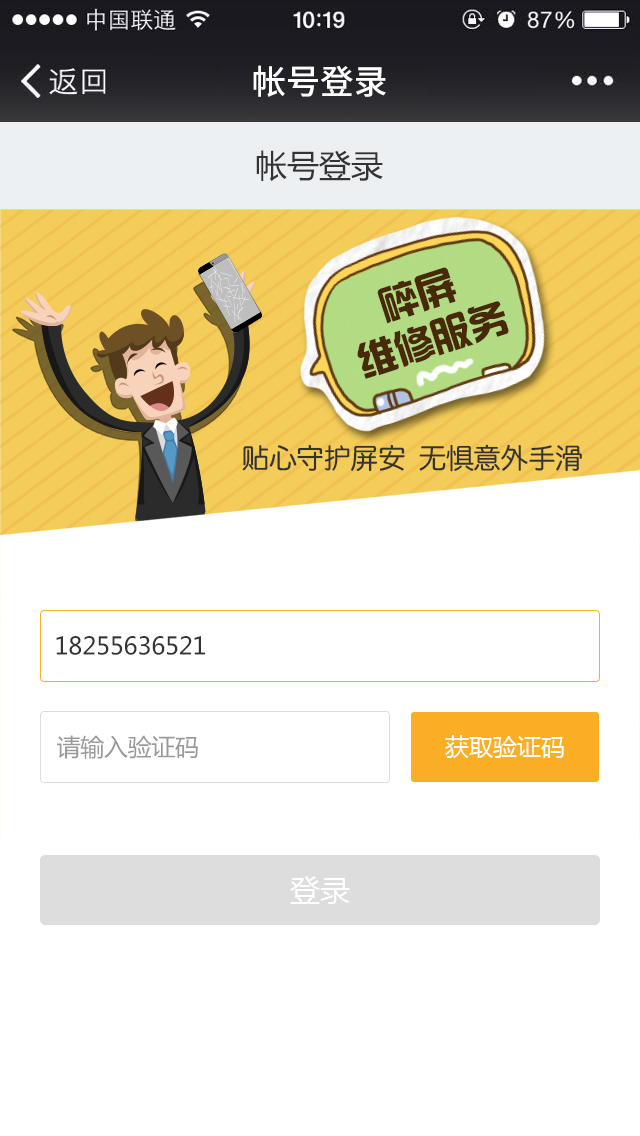 中国联通 10:19 87%
返回 帐号登录
帐号登录
碎屏
维修服务
贴心守护屏安 无惧意外手滑
18255636521
请输入验证码 获取验证码
登录